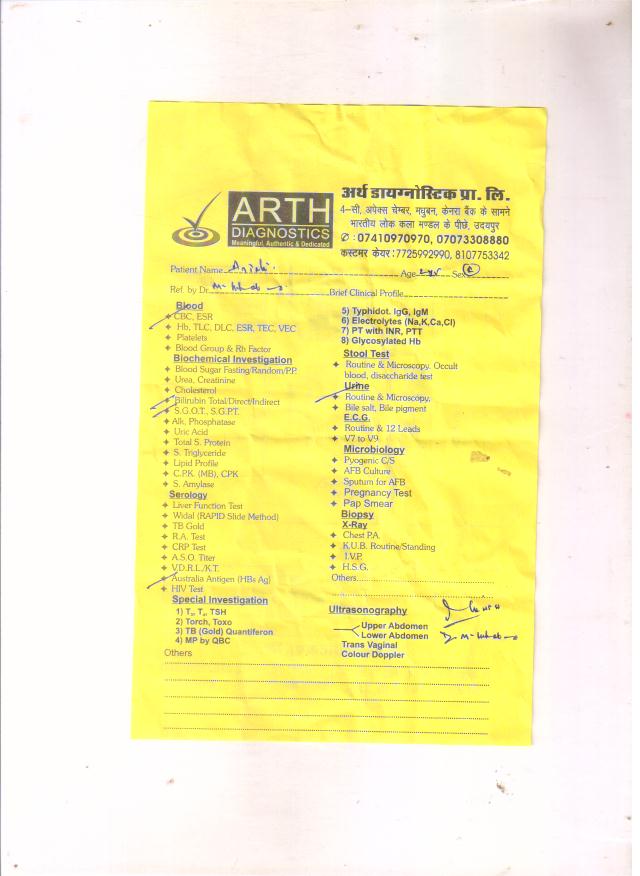 ARTH
DIAGNOSTICS
Meaningful, Authentic & Dedicated
अर्थ डायग्नोस्टिक प्रा. लि.
4-सी, अपेक्स चेम्बर, मधुबन, केनरा बैंक के सामने
भारतीय लोक कला मण्डल के पीछे, उदयपुर
✆ : 07410970970, 07073308880
कस्टमर केयर : 7725992990, 8107753342
Patient Name Age Sex
Ref. by Dr. Brief Clinical Profile
Blood
CBC, ESR
Hb, TLC, DLC, ESR, TEC, VEC
Platelets
Blood Group & Rh Factor
Biochemical Investigation
Blood Sugar Fasting/Random/P.P.
Urea, Creatinine
Cholesterol
Bilirubin Total/Direct/Indirect
S.G.O.T., S.G.P.T.
Alk, Phosphatase
Uric Acid
Total S. Protein
S. Triglyceride
Lipid Profile
C.P.K. (MB), CPK
S. Amylase
Serology
Liver Function Test
Widal (RAPID Slide Method)
TB Gold
R.A. Test
CRP Test
A.S.O. Titer
V.D.R.L./K.T.
Australia Antigen (HBs Ag)
HIV Test
Special Investigation
1) T₃, T₄, TSH
2) Torch, Toxo
3) TB (Gold) Quantiferon
4) MP by QBC
Others
5) Typhidot. IgG, IgM
6) Electrolytes (Na,K,Ca,Cl)
7) PT with INR, PTT
8) Glycosylated Hb
Stool Test
Routine & Microscopy. Occult
blood, disaccharide test
Urine
Routine & Microscopy,
Bile salt, Bile pigment
E.C.G.
Routine & 12 Leads
V7 to V9
Microbiology
Pyogenic C/S
AFB Culture
Sputum for AFB
Pregnancy Test
Pap Smear
Biopsy
X-Ray
Chest P.A.
K.U.B. Routine/Standing
I.V.P.
H.S.G.
Others
Ultrasonography
Upper Abdomen
Lower Abdomen
Trans Vaginal
Colour Doppler